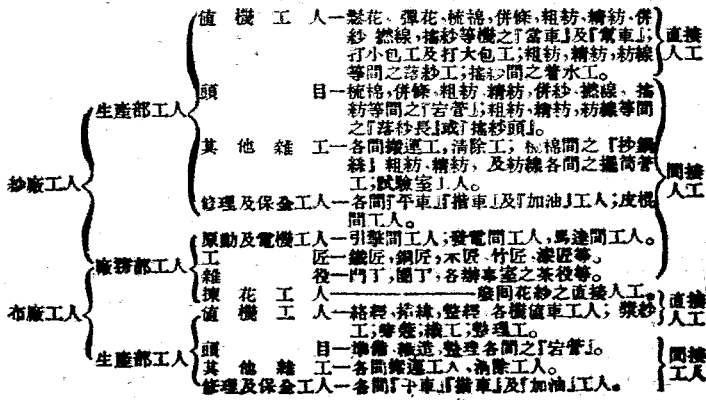 值機工人—鬆花、彈花、梳棉、併條、粗紡、精紡、併
紗、撚線、搖紗等機之『當車』及『幫車』;
打小包工及打大包工;粗紡,精紡,紡線
等間之落紗工;搖紗間之着水工。
直接
人工
頭目—梳棉,併條、粗紡、精紡,併紗、撚線、搖
紡等間之『宕管』;粗紡,精紡,紡線等間
之『落紗長』或『搖紗頭』。
生產部工人
其他雜工—各間搬運工,清除工;梳棉間之『抄鋼
絲』粗紡、精紡,及紡線各間之擺筒管
工;試驗室工人。
間接
人工
紗廠工人
修理及保全工人—各間『平車』『揩車』及『加油』工人;皮棍
間工人。
原動及電機工人—引擎間工人;發電間工人,馬達間工人。
廠務部工人
工匠—鐵匠,銅匠,木匠、竹匠、漆匠等。
雜役—門丁,園丁,各辦事室之茶役等。
揀花工人—廢間花紗之直接人工。
布廠工人
值機工人—絡經,搖緯,整經、各機值車工人;漿紗
工;穿筬;織工;整理工。
直接
人工
生產部工人
頭目—準備、織造,整理各間之『宕管』。
其他雜工—各間搬運工人、清除工人。
修理及保全工人—各間『平車』『揩車』及『加油』工人。
間接
工人